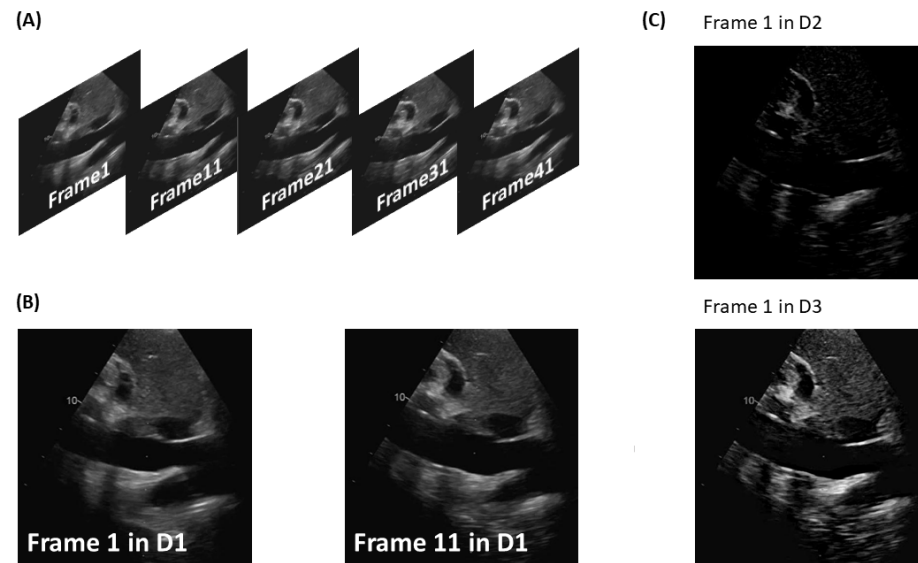 (A)
Frame1
Frame11
Frame21
Frame31
Frame41
(B)
10
Frame 1 in D1
10
Frame 11 in D1
(C)
Frame 1 in D2
Frame 1 in D3
10